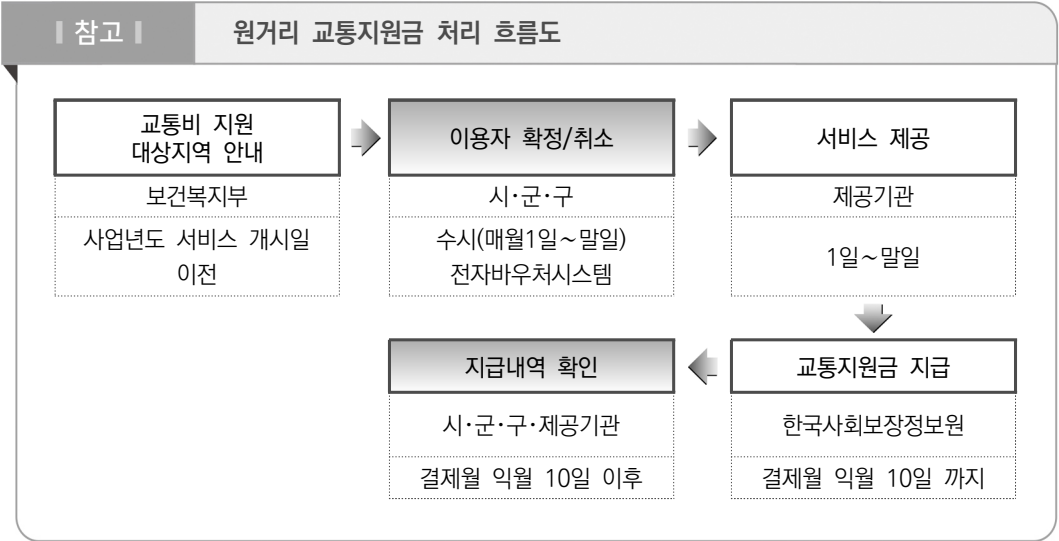 참고
원거리 교통지원금 처리 흐름도
교통비 지원
대상지역 안내
보건복지부
사업년도 서비스 개시일
이전
이용자 확정/취소
시·군·구
수시(매월1일~말일)
전자바우처시스템
서비스 제공
제공기관
1일~말일
교통지원금 지급
한국사회보장정보원
결제월 익월 10일 까지
지급내역 확인
시·군·구·제공기관
결제월 익월 10일 이후